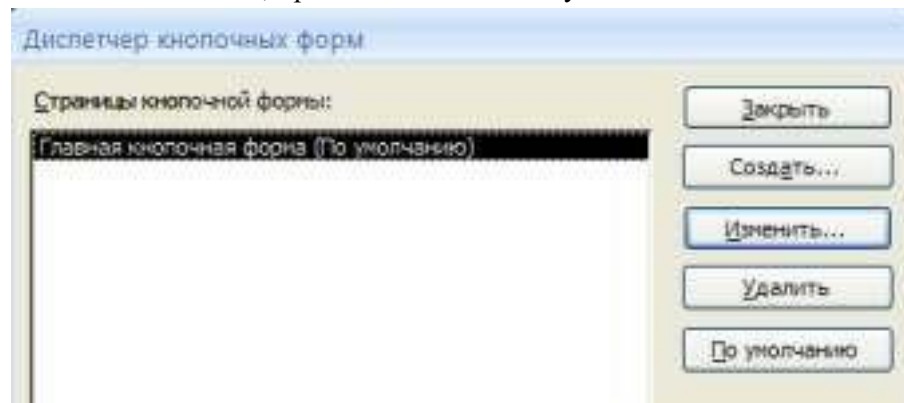 Диспетчер кнопочных форм
Страницы кнопочной формы:
Главная кнопочная форма (По умолчанию)
Закрыть
Создать...
Изменить...
Удалить
По умолчанию